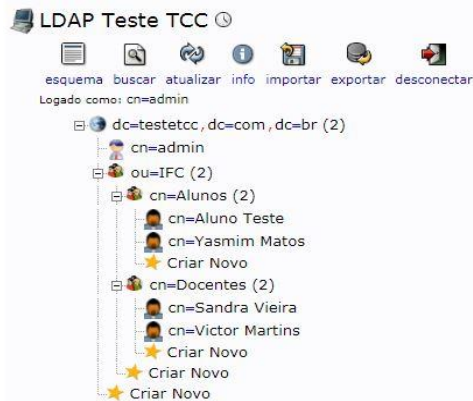 LDAP Teste TCC
esquema buscar atualizar info importar exportar desconectar
Logado como: cn=admin
dc=testetcc,dc=com,dc=br (2)
cn=admin
ou=IFC (2)
cn=Alunos (2)
cn=Aluno Teste
cn=Yasmim Matos
Criar Novo
cn=Docentes (2)
cn=Sandra Vieira
cn=Victor Martins
Criar Novo
Criar Novo
Criar Novo